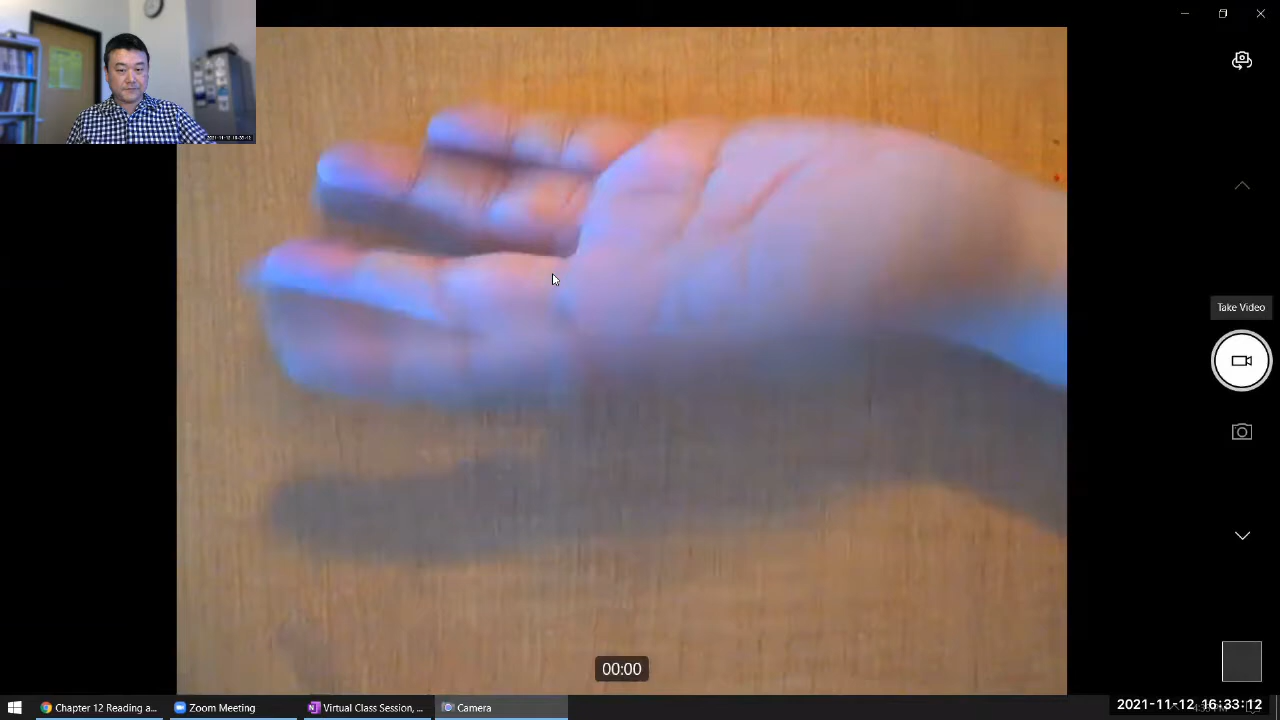 Take Video
00:00
Chapter 12 Reading a...
Zoom Meeting
Virtual Class Session, ...
Camera
2021-11-12 16:33:12